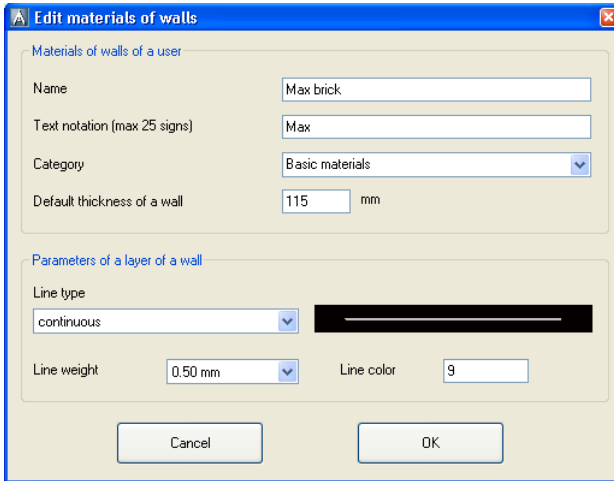 Edit materials of walls
Materials of walls of a user
Name Max brick
Text notation (max 25 signs) Max
Category Basic materials
Default thickness of a wall 115 mm
Parameters of a layer of a wall
Line type
continuous
Line weight 0.50 mm Line color 9
Cancel OK